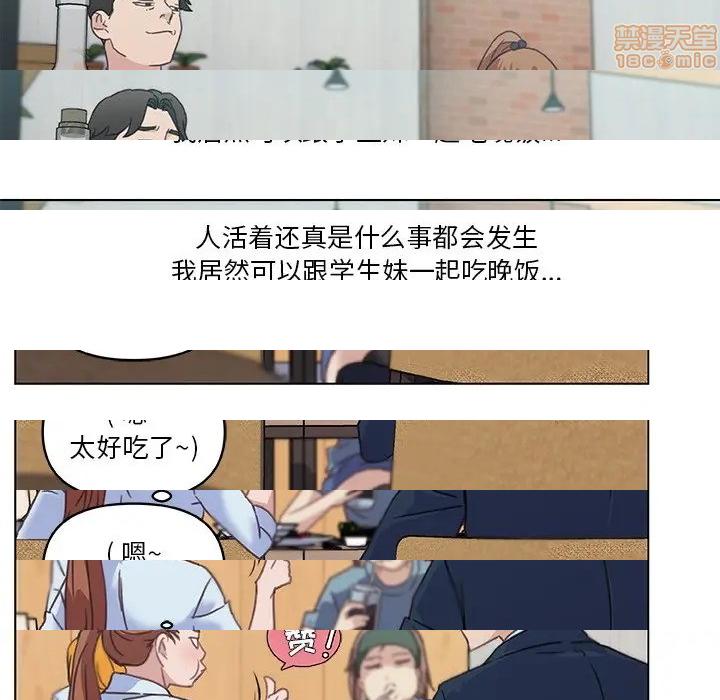 禁漫天堂
18comic
人活着还真是什么事都会发生
我居然可以跟学生妹一起吃晚饭...
太好吃了~)
(嗯~
赞!